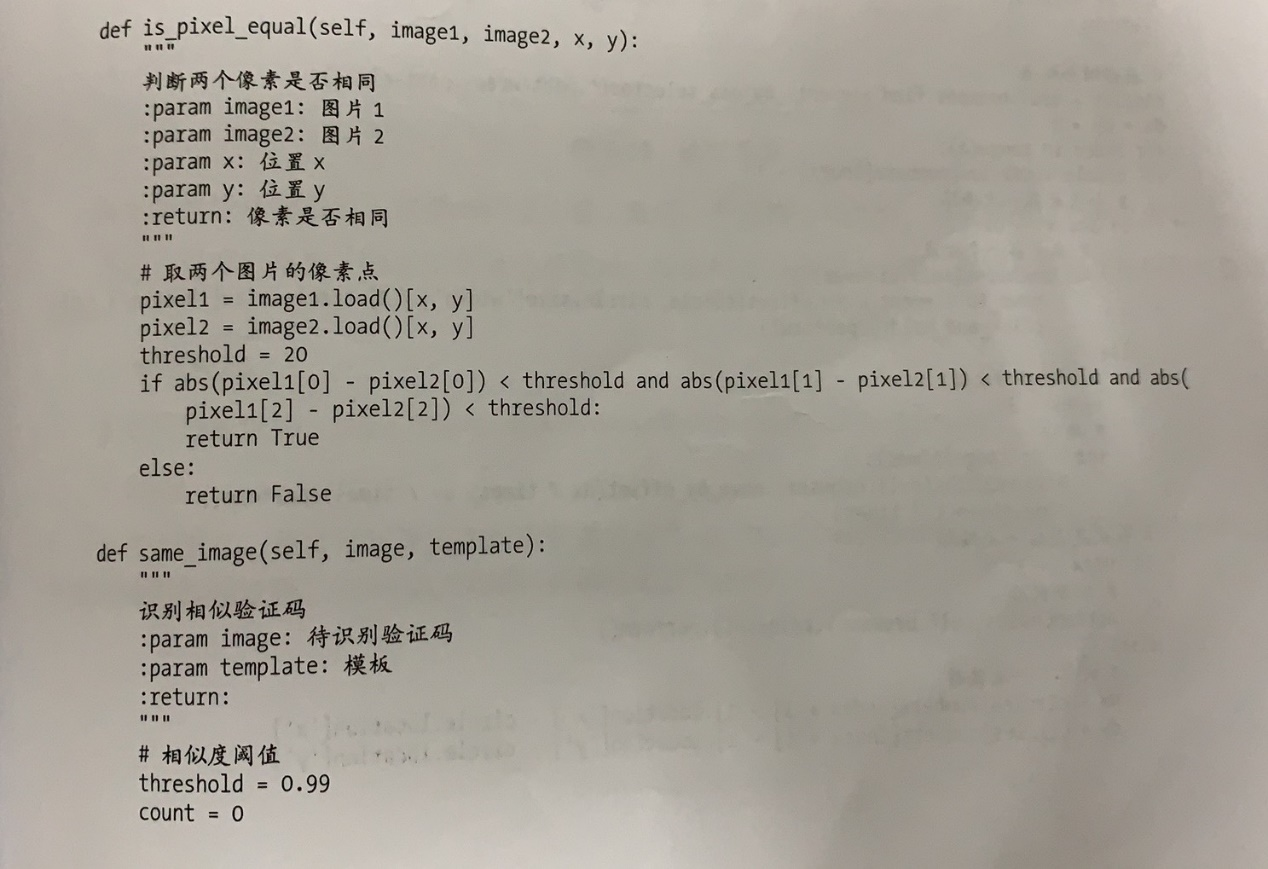 def is_pixel_equal(self, image1, image2, x, y):
"""
判断两个像素是否相同
:param image1: 图片 1
:param image2: 图片 2
:param x: 位置 x
:param y: 位置 y
:return: 像素是否相同
"""
# 取两个图片的像素点
pixel1 = image1.load()[x, y]
pixel2 = image2.load()[x, y]
threshold = 20
if abs(pixel1[0] - pixel2[0]) < threshold and abs(pixel1[1] - pixel2[1]) < threshold and abs(
pixel1[2] - pixel2[2]) < threshold:
return True
else:
return False
def same_image(self, image, template):
"""
识别相似验证码
:param image: 待识别验证码
:param template: 模板
:return:
"""
# 相似度阈值
threshold = 0.99
count = 0